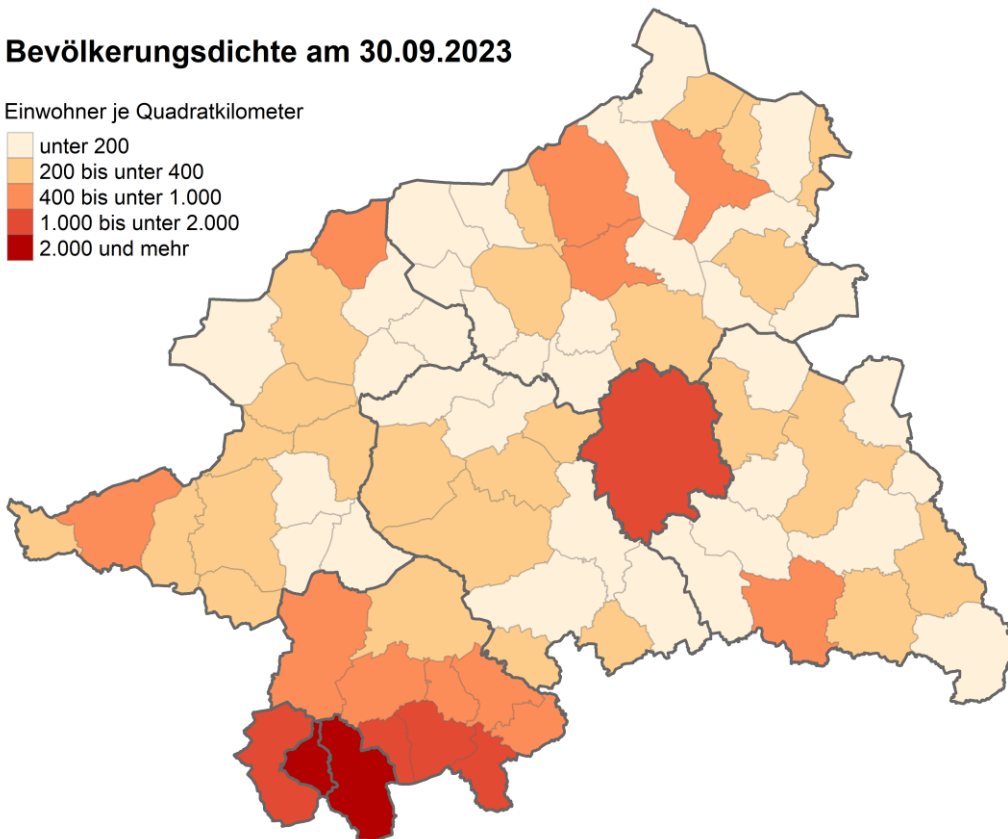 Bevölkerungsdichte am 30.09.2023
Einwohner je Quadratkilometer
unter 200
200 bis unter 400
400 bis unter 1.000
1.000 bis unter 2.000
2.000 und mehr